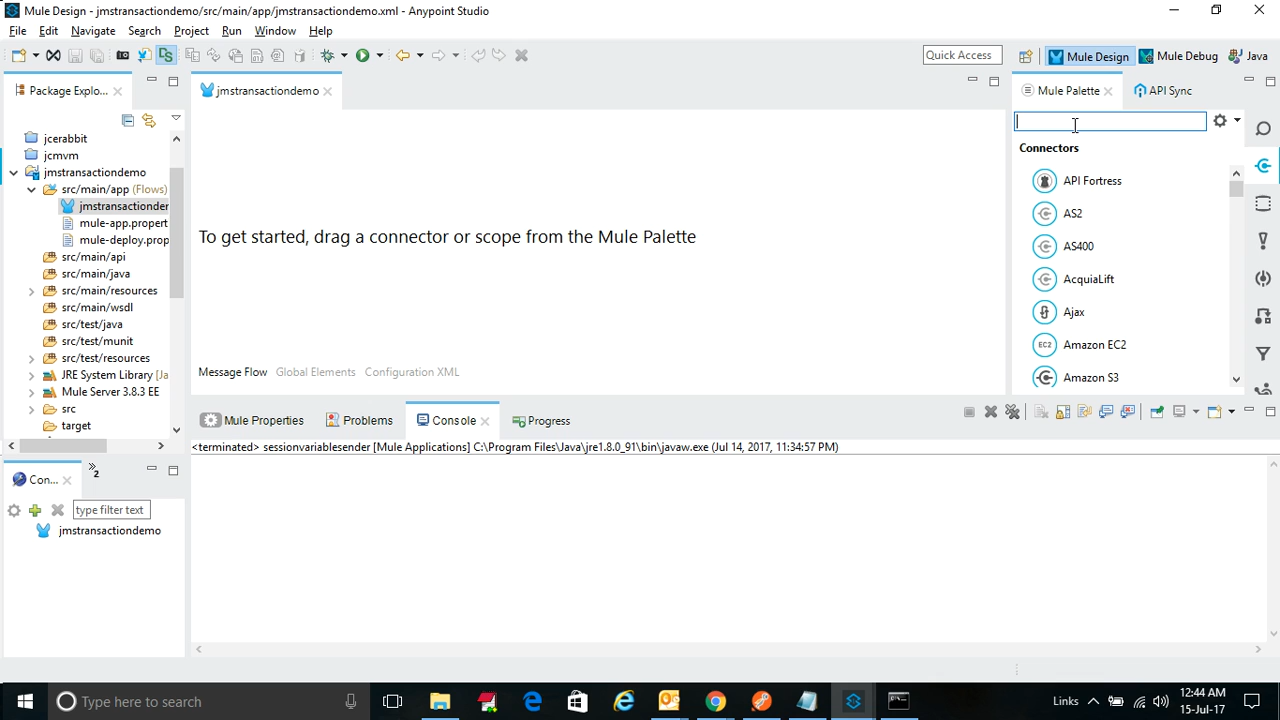 Mule Design - jmstransactiondemo/src/main/app/jmstransactiondemo.xml - Anypoint Studio
File Edit Navigate Search Project Run Window Help
Quick Access Mule Design Mule Debug Java
Package Explo... jmstransactiondemo Mule Palette API Sync
jcerabbit
jcmvm
jmstransactiondemo
src/main/app (Flows)
jmstransactionder
mule-app.propert
mule-deploy.prop
src/main/api
src/main/java
src/main/resources
src/main/wsdl
src/test/java
src/test/munit
src/test/resources
JRE System Library [Ja
Mule Server 3.8.3 EE
src
target
To get started, drag a connector or scope from the Mule Palette
Message Flow Global Elements Configuration XML
Connectors
API Fortress
AS2
AS400
AcquiaLift
Ajax
EC2 Amazon EC2
Amazon S3
Mule Properties Problems Console Progress
<terminated> sessionvariablesender [Mule Applications] C:\Program Files\Java\jre1.8.0_91\bin\javaw.exe (Jul 14, 2017, 11:34:57 PM)
Con... 2
type filter text
jmstransactiondemo
Type here to search
Links 12:44 AM
15-Jul-17